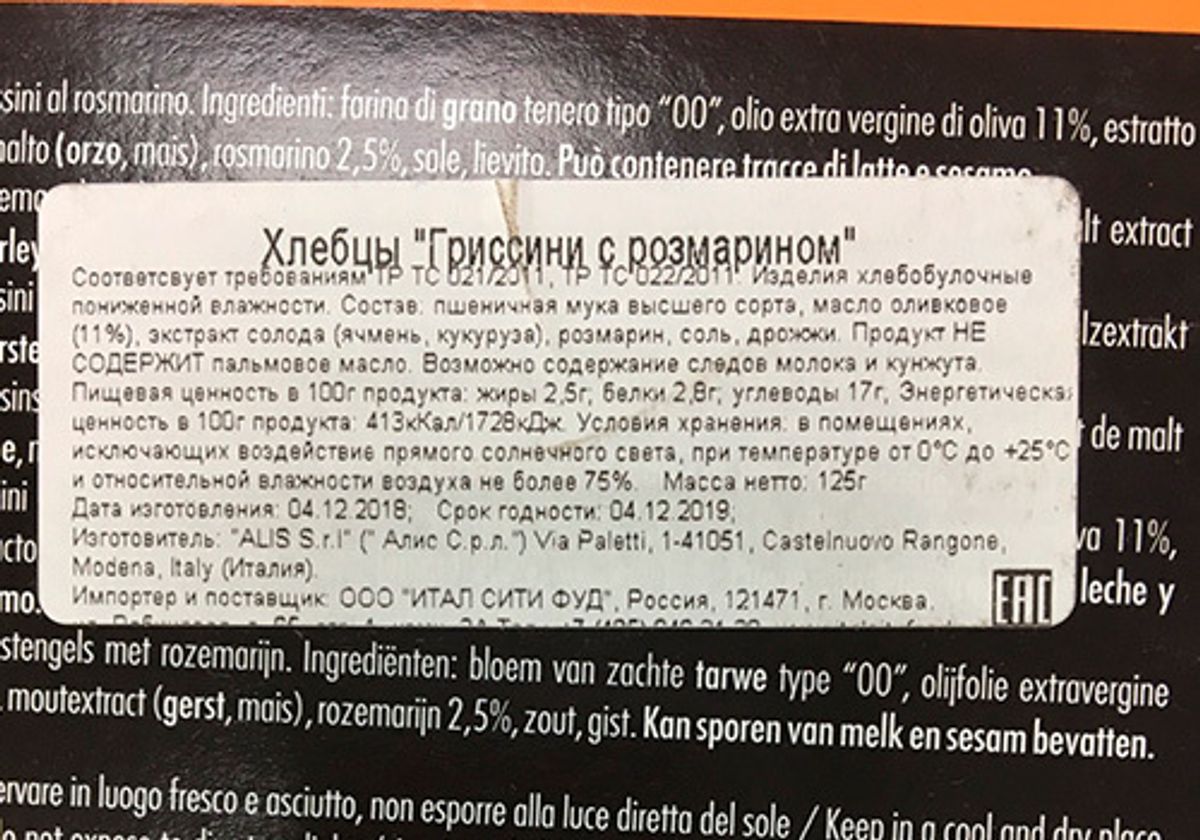 ssini al rosmarino. Ingredienti: farina di grano tenero tipo “00”, olio extra vergine di oliva 11%, estratto
malto (orzo, mais), rosmarino 2,5%, sale, lievito. Può contenere tracce di latte e sesamo
Хлебцы "Гриссини с розмарином"
Соответсвует требованиям ТР ТС 021/2011, ТР ТС 022/2011. Изделия хлебобулочные
пониженной влажности. Состав: пшеничная мука высшего сорта, масло оливковое
lt extract
(11%), экстракт солода (ячмень, кукуруза), розмарин, соль, дрожжи. Продукт НЕ
lzextrakt
СОДЕРЖИТ пальмовое масло. Возможно содержание следов молока и кунжута.
Пищевая ценность в 100г продукта: жиры 2,5г; белки 2,8г; углеводы 17г; Энергетическая
ценность в 100г продукта: 413кКал/1728кДж. Условия хранения: в помещениях,
de malt
исключающих воздействие прямого солнечного света, при температуре от 0°С до +25°С
и относительной влажности воздуха не более 75%. Масса нетто: 125г
Дата изготовления: 04.12.2018; Срок годности: 04.12.2019;
Изготовитель: "ALIS S.r.l" (" Алис С.р.л.") Via Paletti, 1-41051, Castelnuovo Rangone,
va 11%,
Modena, Italy (Италия).
leche y
Импортер и поставщик: ООО "ИТАЛ СИТИ ФУД", Россия, 121471, г. Москва.
EAC
stengels met rozemarijn. Ingrediënten: bloem van zachte tarwe type “00”, olijfolie extravergine
moutextract (gerst, mais), rozemarijn 2,5%, zout, gist. Kan sporen van melk en sesam bevatten.
ervare in luogo fresco e asciutto, non esporre alla luce diretta del sole / Keep in a cool and dry place